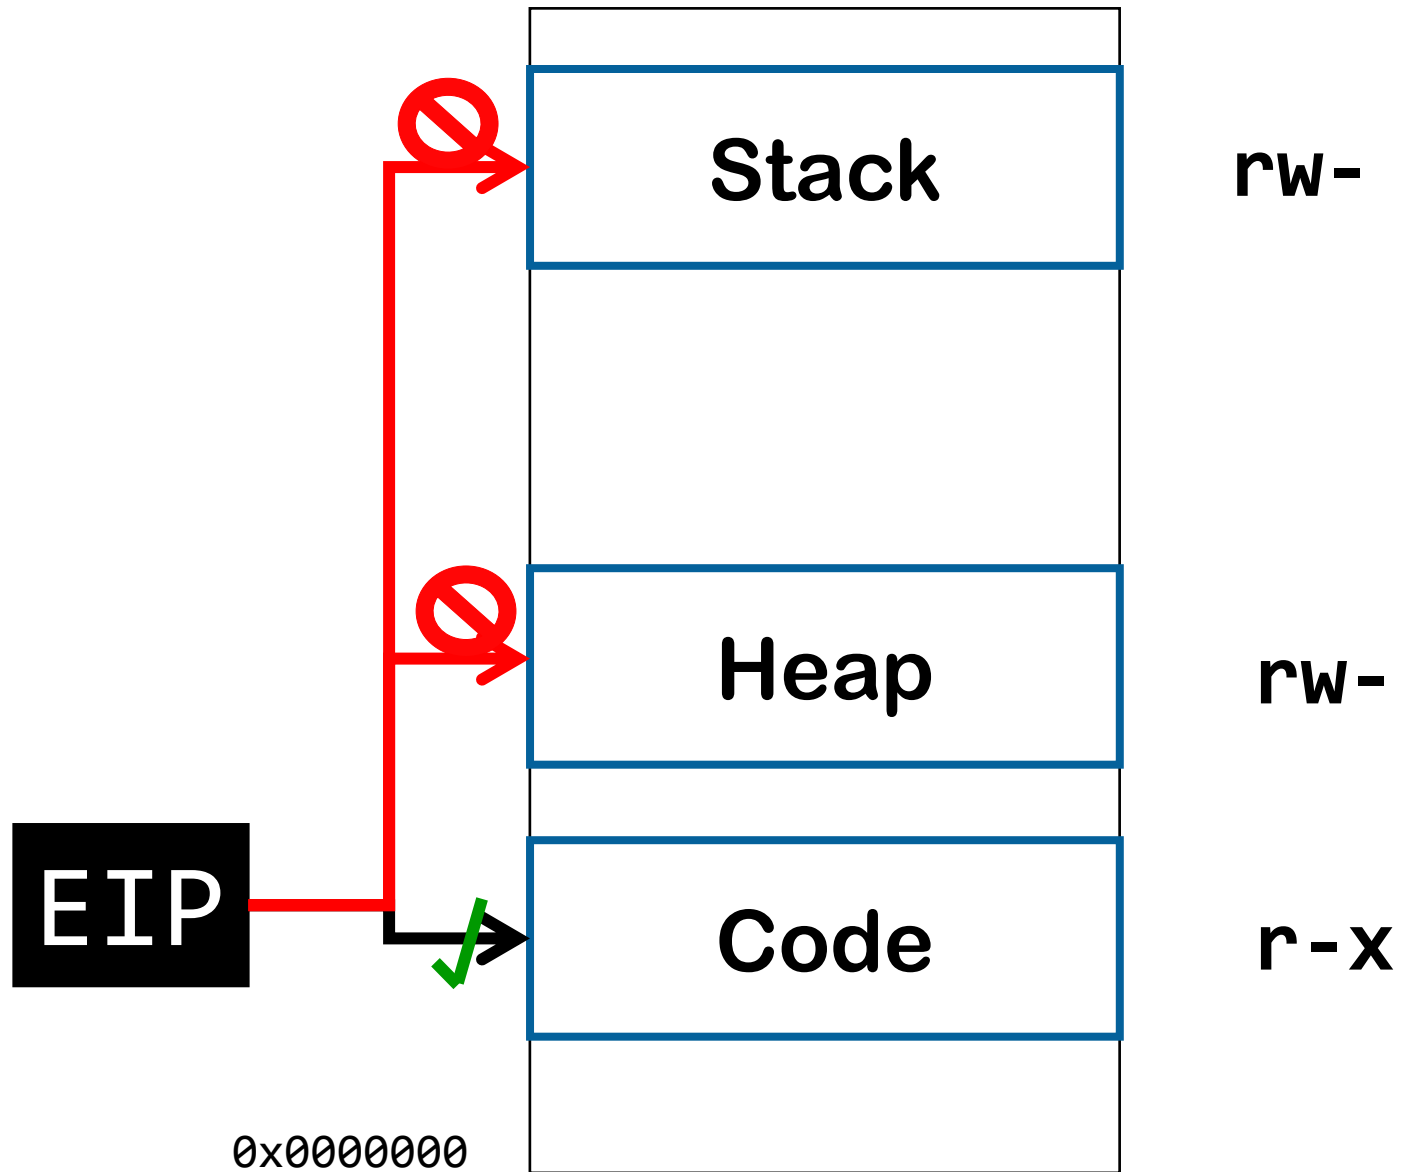 Stack
rw-
Heap
rw-
EIP
Code
r-x
0x0000000